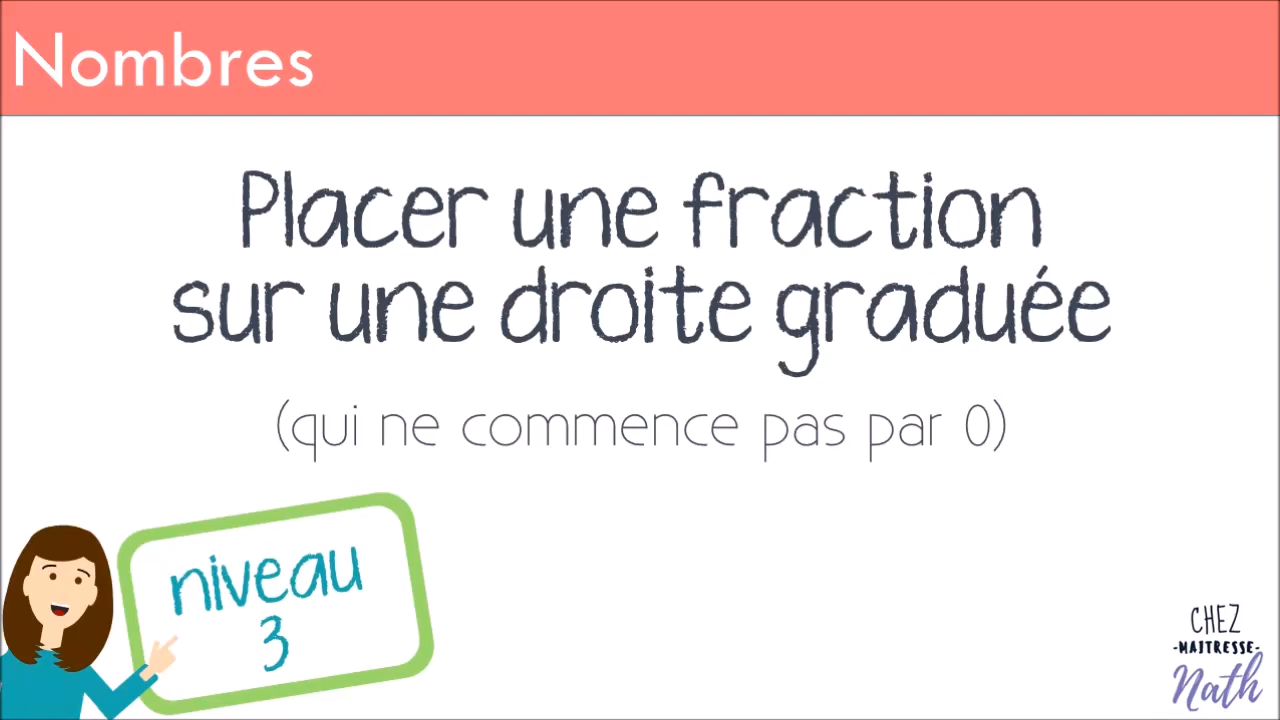 Nombres
Placer une fraction
sur une droite graduée
(qui ne commence pas par 0)
niveau
3
CHEZ
-MAITRESSE-
Nath